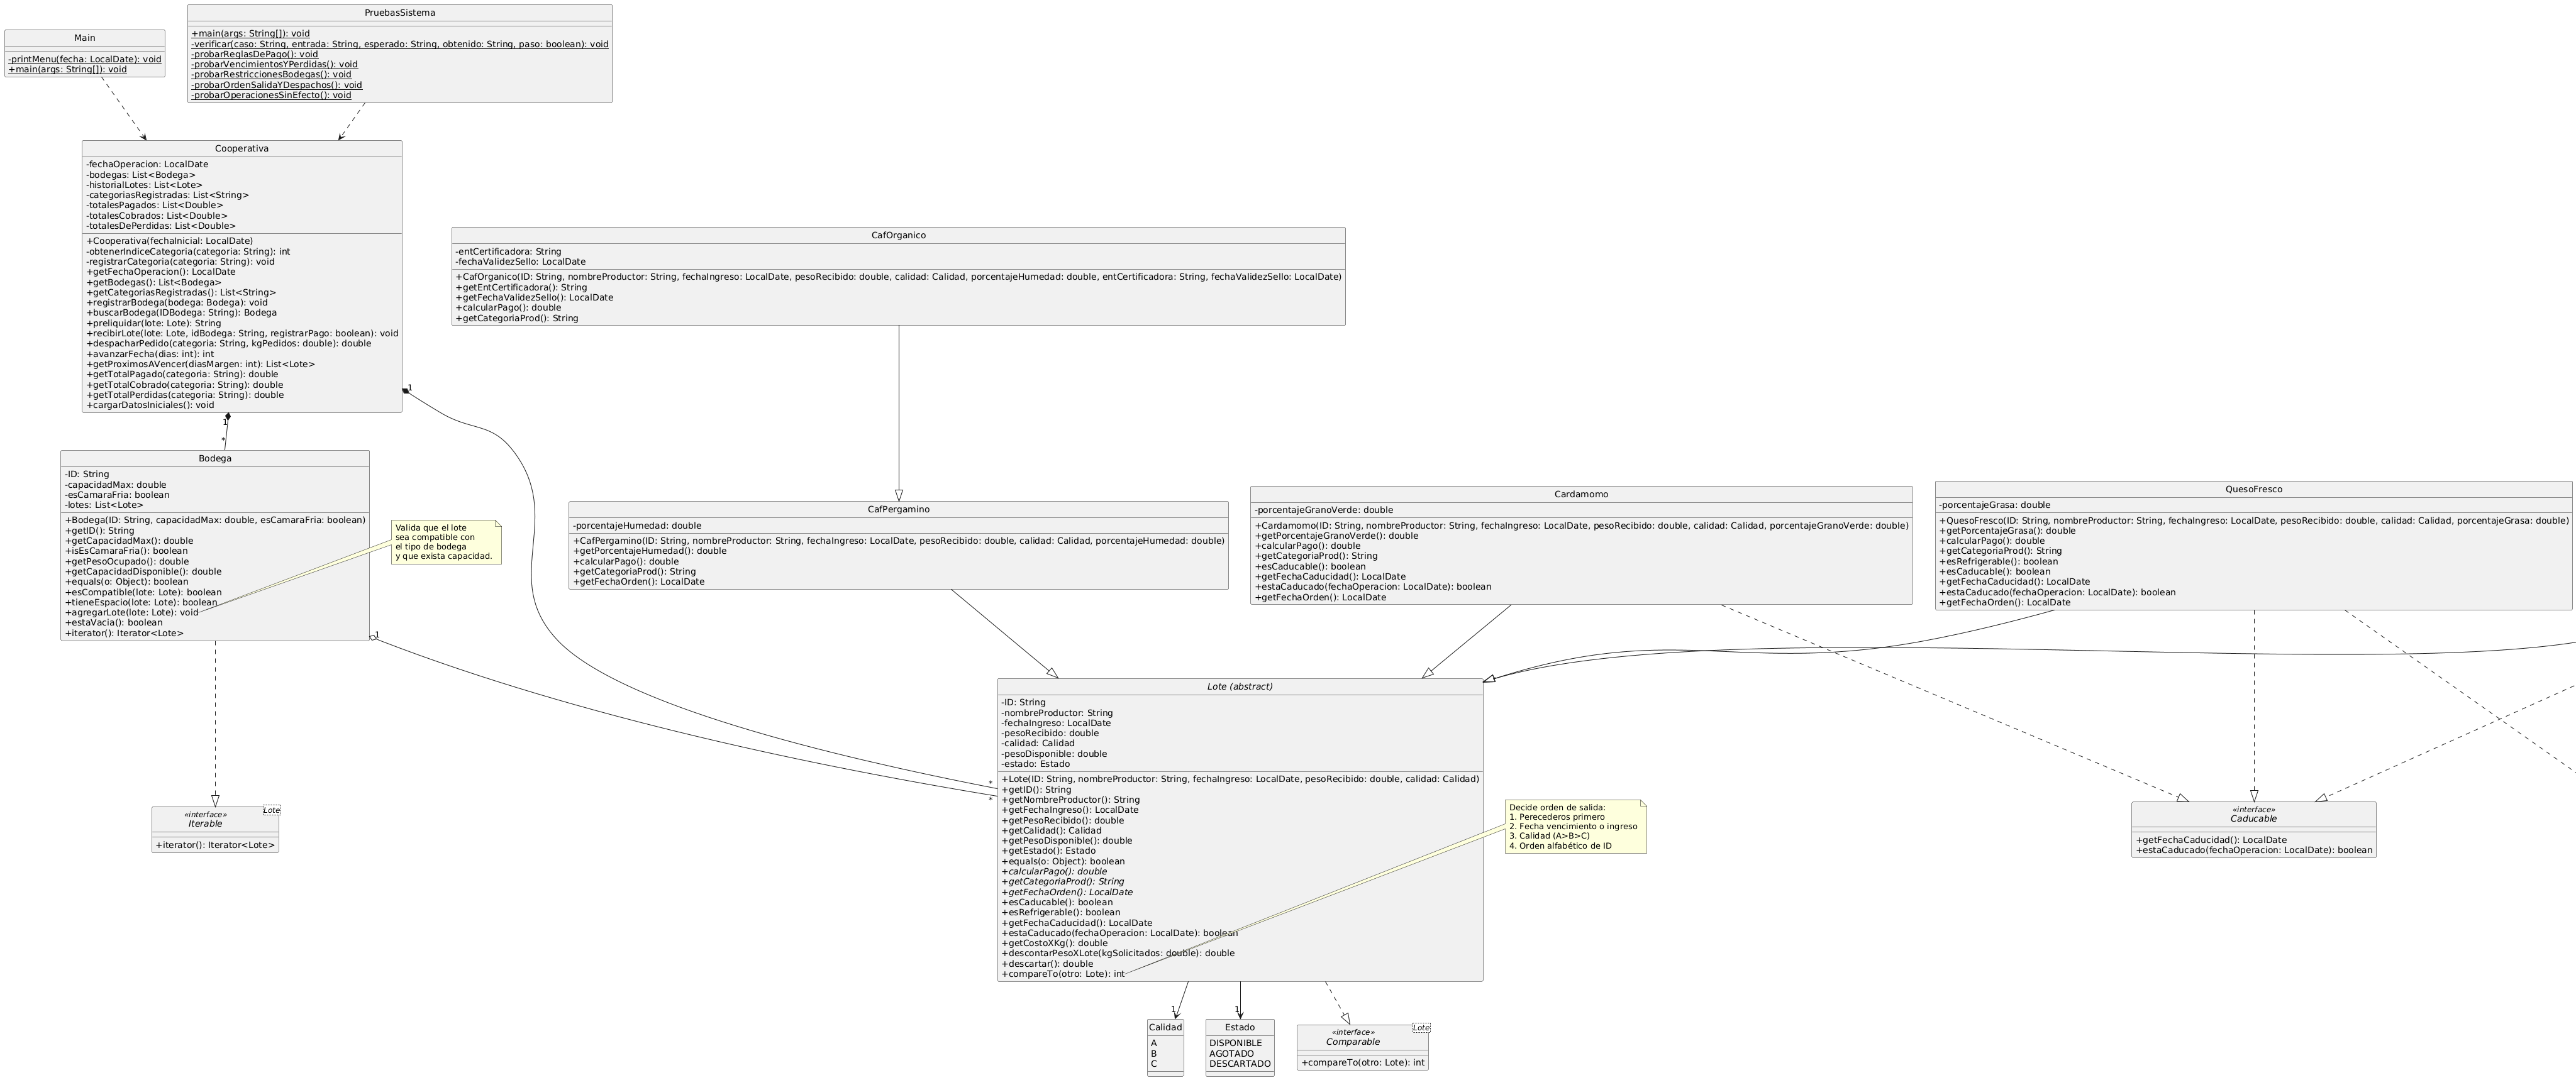 PruebasSistema
+main(args: String[]): void
-verificar(caso: String, entrada: String, esperado: String, obtenido: String, paso: boolean): void
-probarReglasDePago(): void
-probarVencimientosYPerdidas(): void
-probarRestriccionesBodegas(): void
-probarOrdenSalidaYDespachos(): void
-probarOperacionesSinEfecto(): void
Main
-printMenu(fecha: LocalDate): void
+main(args: String[]): void
Cooperativa
-fechaOperacion: LocalDate
-bodegas: List<Bodega>
-historialLotes: List<Lote>
-categoriasRegistradas: List<String>
-totalesPagados: List<Double>
-totalesCobrados: List<Double>
-totalesDePerdidas: List<Double>
+Cooperativa(fechaInicial: LocalDate)
-obtenerIndiceCategoria(categoria: String): int
-registrarCategoria(categoria: String): void
+getFechaOperacion(): LocalDate
+getBodegas(): List<Bodega>
+getCategoriasRegistradas(): List<String>
+registrarBodega(bodega: Bodega): void
+buscarBodega(IDBodega: String): Bodega
+preliquidar(lote: Lote): String
+recibirLote(lote: Lote, idBodega: String, registrarPago: boolean): void
+despacharPedido(categoria: String, kgPedidos: double): double
+avanzarFecha(dias: int): int
+getProximosAVencer(diasMargen: int): List<Lote>
+getTotalPagado(categoria: String): double
+getTotalCobrado(categoria: String): double
+getTotalPerdidas(categoria: String): double
+cargarDatosIniciales(): void
1
1
*
CafOrganico
-entCertificadora: String
-fechaValidezSello: LocalDate
+CafOrganico(ID: String, nombreProductor: String, fechaIngreso: LocalDate, pesoRecibido: double, calidad: Calidad, porcentajeHumedad: double, entCertificadora: String, fechaValidezSello: LocalDate)
+getEntCertificadora(): String
+getFechaValidezSello(): LocalDate
+calcularPago(): double
+getCategoriaProd(): String
Bodega
-ID: String
-capacidadMax: double
-esCamaraFria: boolean
-lotes: List<Lote>
+Bodega(ID: String, capacidadMax: double, esCamaraFria: boolean)
+getID(): String
+getCapacidadMax(): double
+isEsCamaraFria(): boolean
+getPesoOcupado(): double
+getCapacidadDisponible(): double
+equals(o: Object): boolean
+esCompatible(lote: Lote): boolean
+tieneEspacio(lote: Lote): boolean
+agregarLote(lote: Lote): void
+estaVacia(): boolean
+iterator(): Iterator<Lote>
1
Valida que el lote
sea compatible con
el tipo de bodega
y que exista capacidad.
CafPergamino
-porcentajeHumedad: double
+CafPergamino(ID: String, nombreProductor: String, fechaIngreso: LocalDate, pesoRecibido: double, calidad: Calidad, porcentajeHumedad: double)
+getPorcentajeHumedad(): double
+calcularPago(): double
+getCategoriaProd(): String
+getFechaOrden(): LocalDate
Cardamomo
-porcentajeGranoVerde: double
+Cardamomo(ID: String, nombreProductor: String, fechaIngreso: LocalDate, pesoRecibido: double, calidad: Calidad, porcentajeGranoVerde: double)
+getPorcentajeGranoVerde(): double
+calcularPago(): double
+getCategoriaProd(): String
+esCaducable(): boolean
+getFechaCaducidad(): LocalDate
+estaCaducado(fechaOperacion: LocalDate): boolean
+getFechaOrden(): LocalDate
QuesoFresco
-porcentajeGrasa: double
+QuesoFresco(ID: String, nombreProductor: String, fechaIngreso: LocalDate, pesoRecibido: double, calidad: Calidad, porcentajeGrasa: double)
+getPorcentajeGrasa(): double
+calcularPago(): double
+getCategoriaProd(): String
+esRefrigerable(): boolean
+esCaducable(): boolean
+getFechaCaducidad(): LocalDate
+estaCaducado(fechaOperacion: LocalDate): boolean
+getFechaOrden(): LocalDate
Lote (abstract)
-ID: String
-nombreProductor: String
-fechaIngreso: LocalDate
-pesoRecibido: double
-calidad: Calidad
-pesoDisponible: double
-estado: Estado
+Lote(ID: String, nombreProductor: String, fechaIngreso: LocalDate, pesoRecibido: double, calidad: Calidad)
+getID(): String
+getNombreProductor(): String
+getFechaIngreso(): LocalDate
+getPesoRecibido(): double
+getCalidad(): Calidad
+getPesoDisponible(): double
+getEstado(): Estado
+equals(o: Object): boolean
+calcularPago(): double
+getCategoriaProd(): String
+getFechaOrden(): LocalDate
+esCaducable(): boolean
+esRefrigerable(): boolean
+getFechaCaducidad(): LocalDate
+estaCaducado(fechaOperacion: LocalDate): boolean
+getCostoXKg(): double
+descontarPesoXLote(kgSolicitados: double): double
+descartar(): double
+compareTo(otro: Lote): int
*
*
Decide orden de salida:
1. Perecederos primero
2. Fecha vencimiento o ingreso
3. Calidad (A>B>C)
4. Orden alfabético de ID
Lote
«interface»
Iterable
+iterator(): Iterator<Lote>
«interface»
Caducable
+getFechaCaducidad(): LocalDate
+estaCaducado(fechaOperacion: LocalDate): boolean
1
1
Calidad
A
B
C
Estado
DISPONIBLE
AGOTADO
DESCARTADO
Lote
«interface»
Comparable
+compareTo(otro: Lote): int